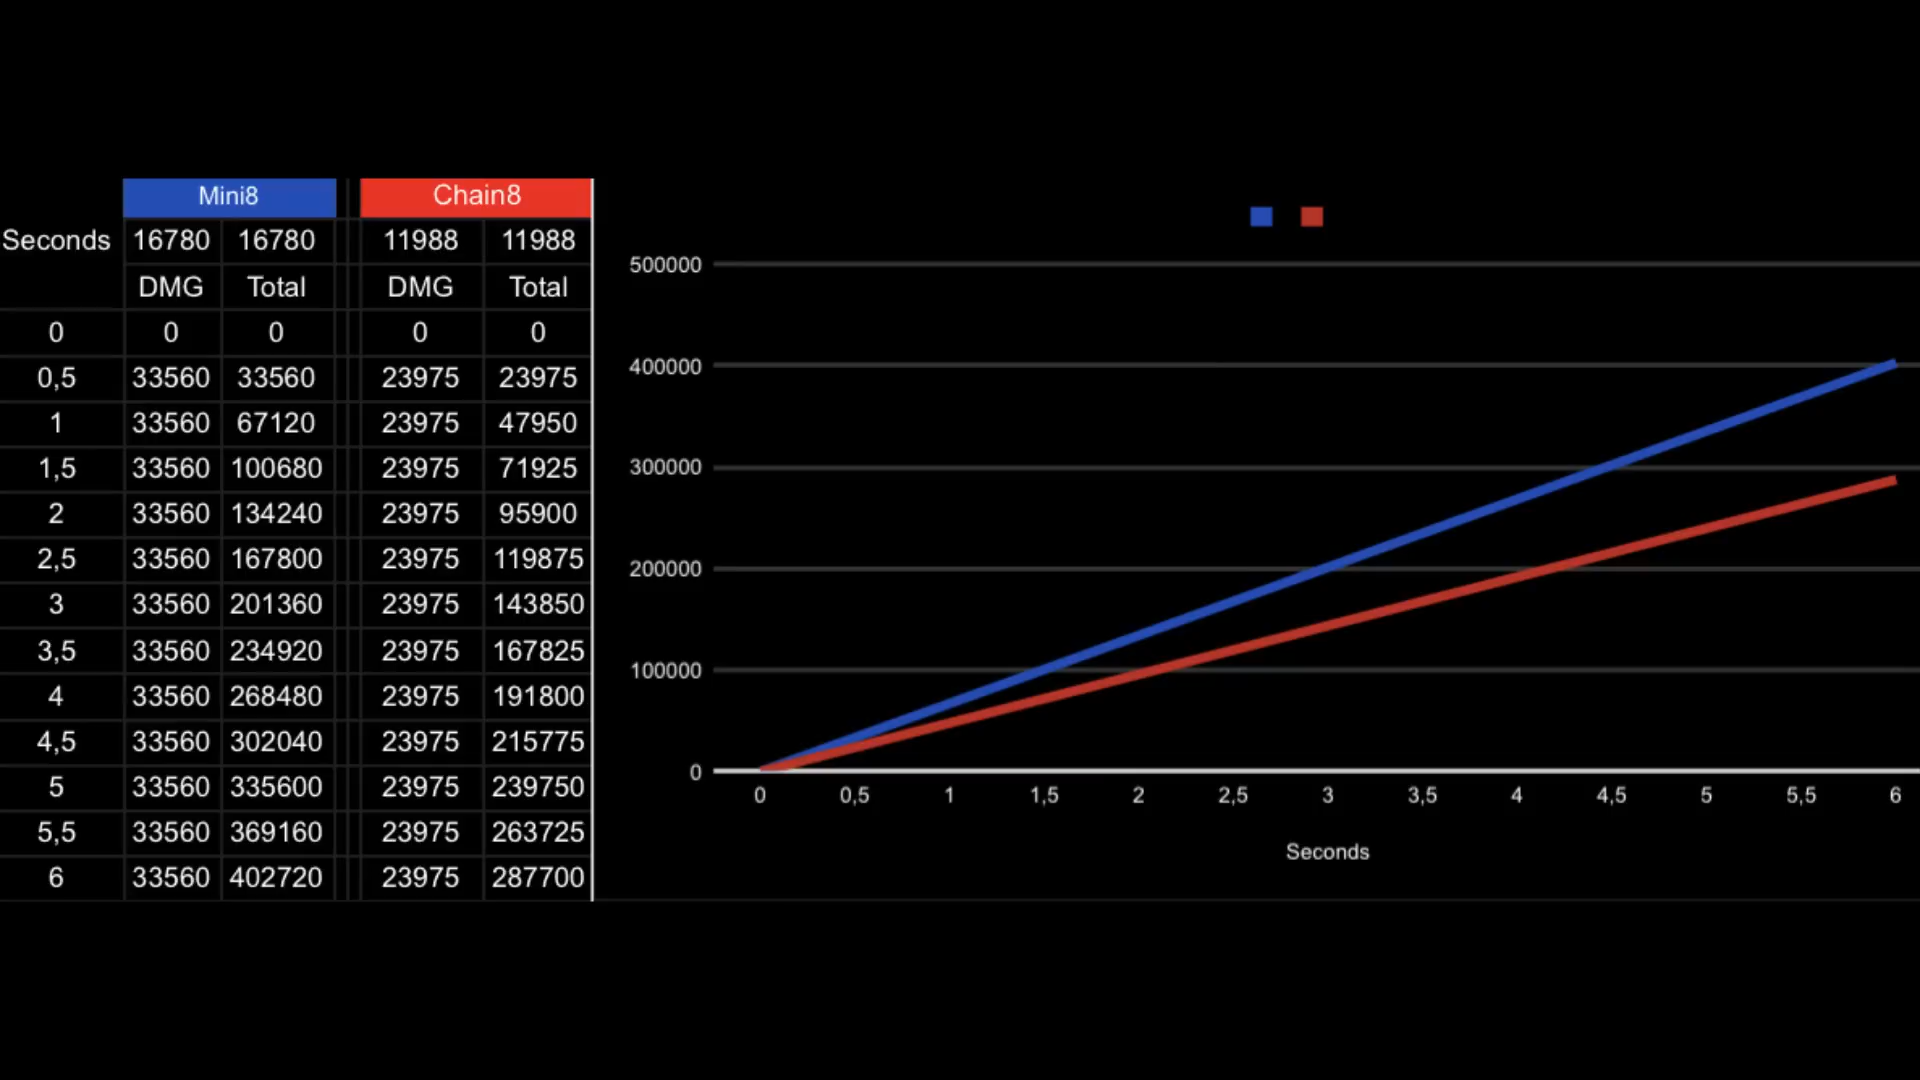 Mini8 Chain8
Seconds 16780 16780 11988 11988
DMG Total DMG Total
0 0 0 0 0
0,5 33560 33560 23975 23975
1 33560 67120 23975 47950
1,5 33560 100680 23975 71925
2 33560 134240 23975 95900
2,5 33560 167800 23975 119875
3 33560 201360 23975 143850
3,5 33560 234920 23975 167825
4 33560 268480 23975 191800
4,5 33560 302040 23975 215775
5 33560 335600 23975 239750
5,5 33560 369160 23975 263725
6 33560 402720 23975 287700
500000
400000
300000
200000
100000
0
0 0,5 1 1,5 2 2,5 3 3,5 4 4,5 5 5,5 6
Seconds